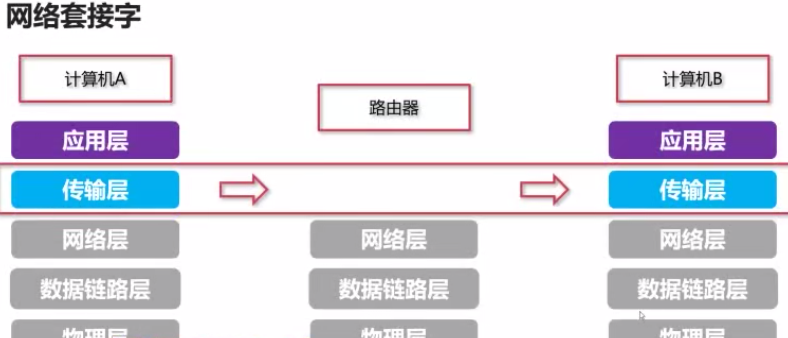 网络套接字
计算机A
路由器
计算机B
应用层
应用层
传输层
传输层
网络层
网络层
网络层
数据链路层
数据链路层
数据链路层
物理层
物理层
物理层